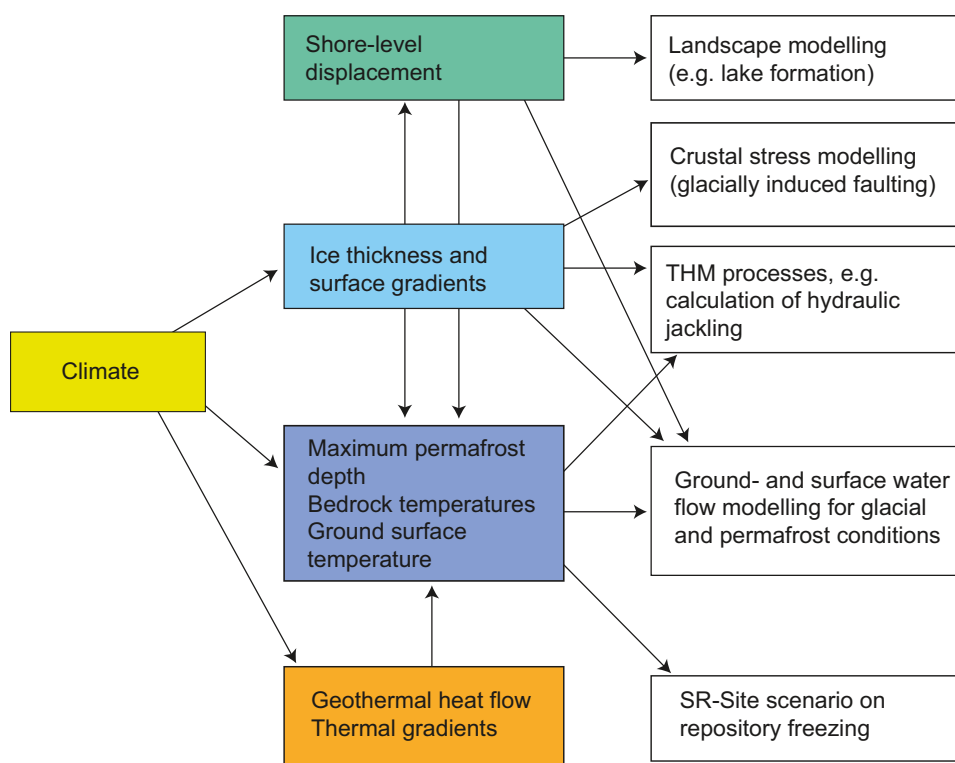 Shore-level
displacement
Landscape modelling
(e.g. lake formation)
Crustal stress modelling
(glacially induced faulting)
Ice thickness and
surface gradients
THM processes, e.g.
calculation of hydraulic
jackling
Climate
Maximum permafrost
depth
Bedrock temperatures
Ground surface
temperature
Ground- and surface water
flow modelling for glacial
and permafrost conditions
Geothermal heat flow
Thermal gradients
SR-Site scenario on
repository freezing